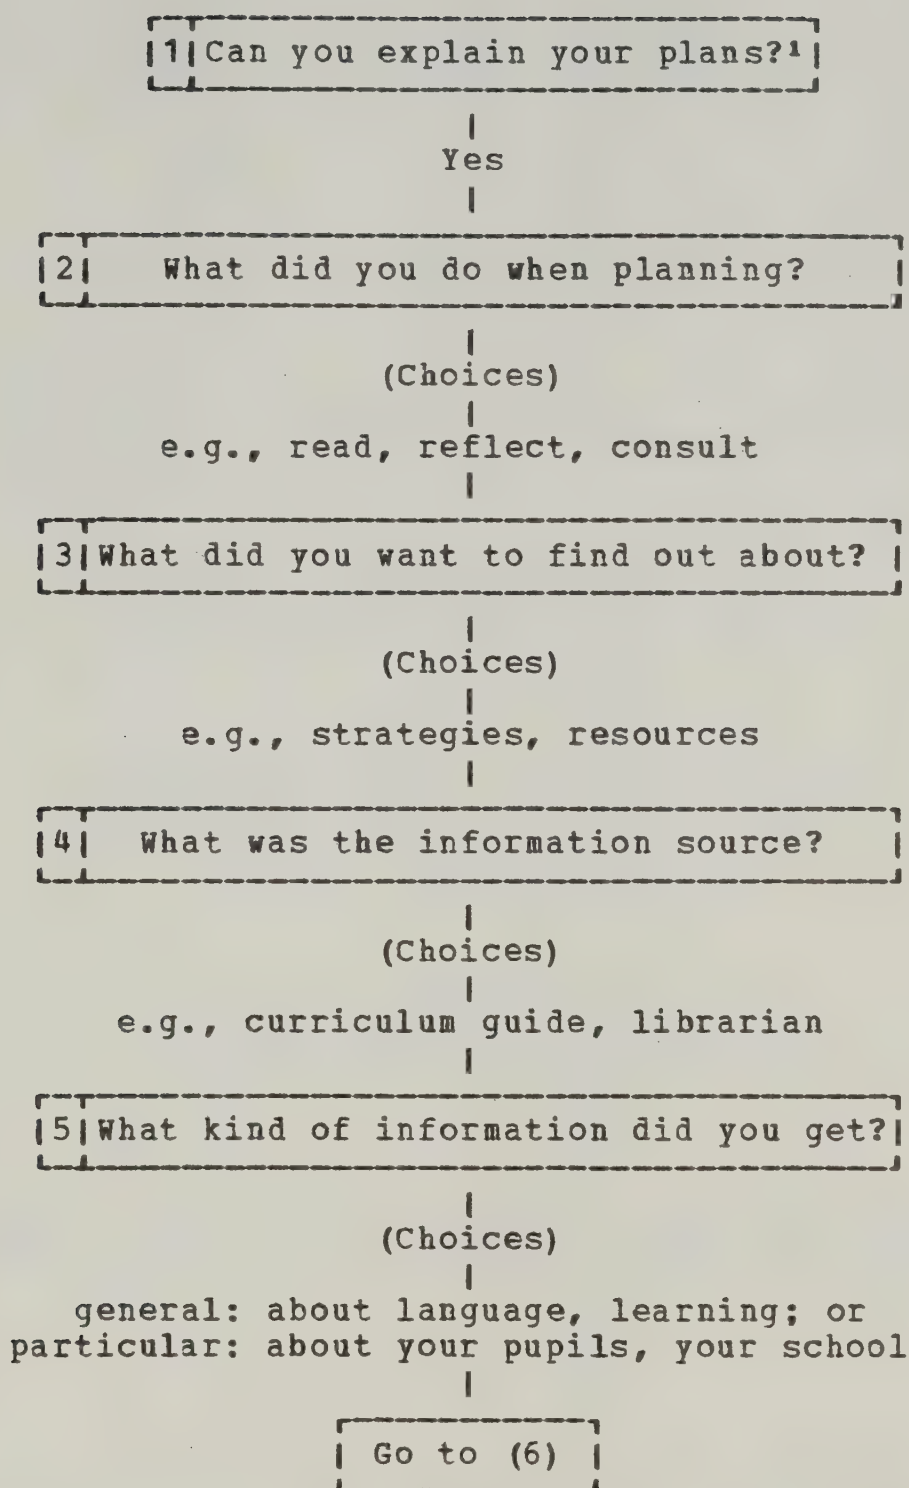 1 Can you explain your plans?¹
Yes
2 What did you do when planning?
(Choices)
e.g., read, reflect, consult
3 What did you want to find out about?
(Choices)
e.g., strategies, resources
4 What was the information source?
(Choices)
e.g., curriculum guide, librarian
5 What kind of information did you get?
(Choices)
general: about language, learning; or
particular: about your pupils, your school
Go to (6)